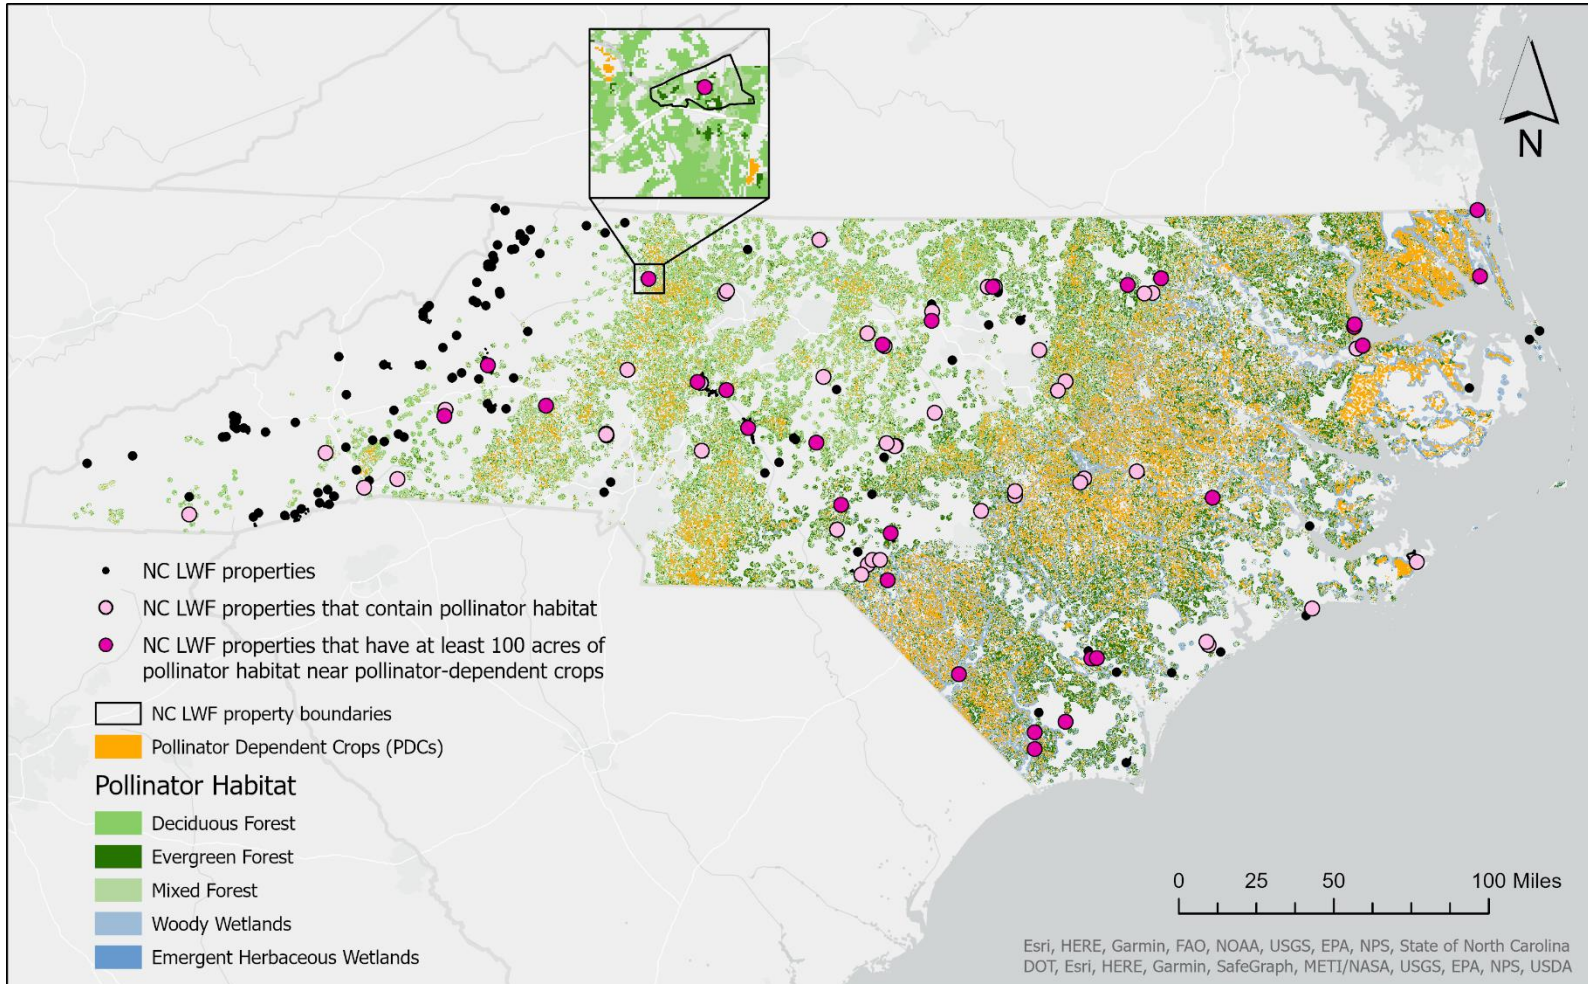 N
NC LWF properties
NC LWF properties that contain pollinator habitat
NC LWF properties that have at least 100 acres of
pollinator habitat near pollinator-dependent crops
NC LWF property boundaries
Pollinator Dependent Crops (PDCs)
Pollinator Habitat
Deciduous Forest
Evergreen Forest
Mixed Forest
Woody Wetlands
Emergent Herbaceous Wetlands
0 25 50 100 Miles
Esri, HERE, Garmin, FAO, NOAA, USGS, EPA, NPS, State of North Carolina
DOT, Esri, HERE, Garmin, SafeGraph, METI/NASA, USGS, EPA, NPS, USDA